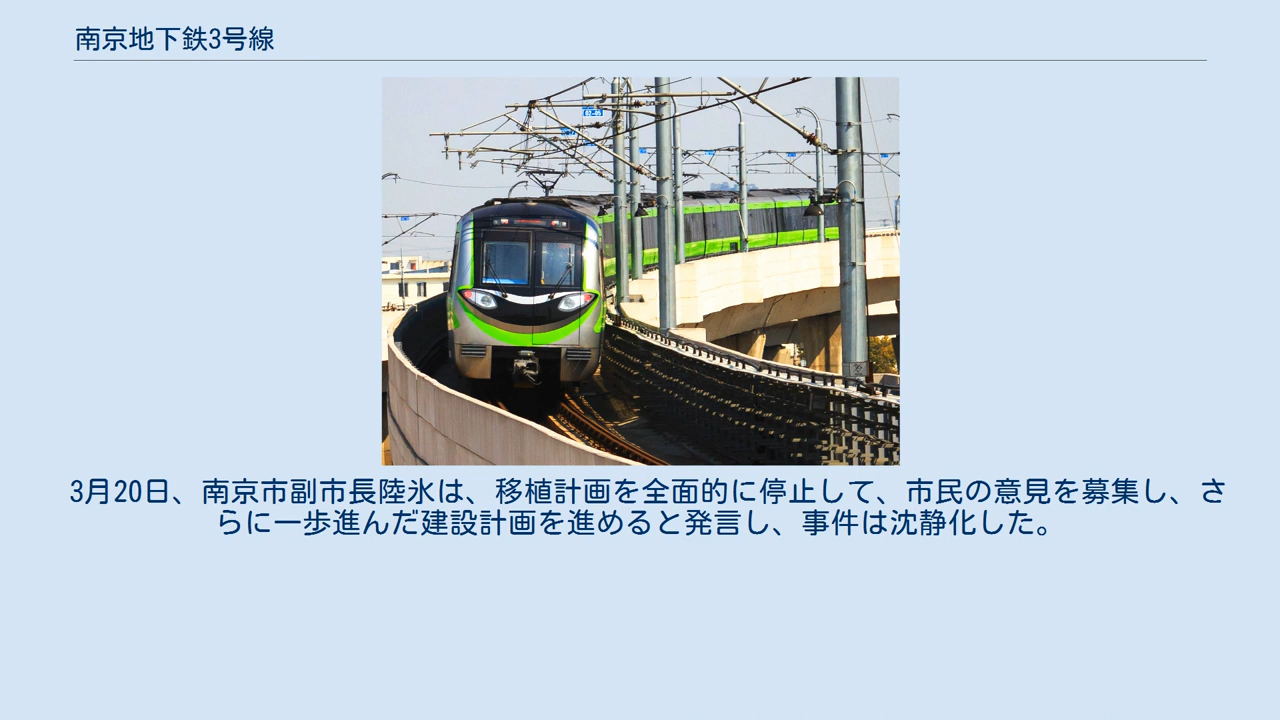 南京地下鉄3号線
3月20日、南京市副市長陸氷は、移植計画を全面的に停止して、市民の意見を募集し、さ
らに一歩進んだ建設計画を進めると発言し、事件は沈静化した。